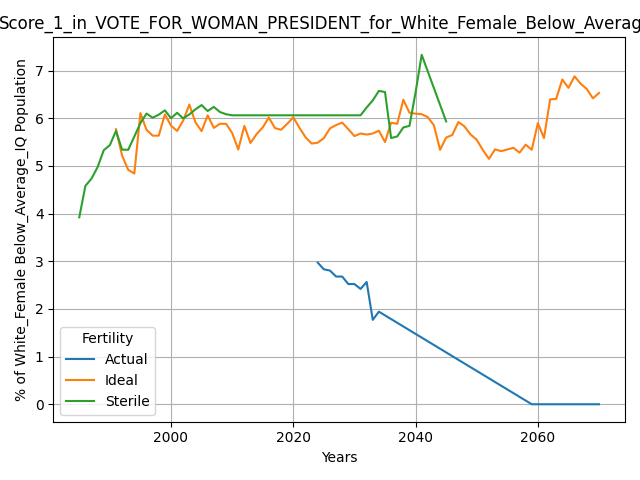 Score_1_in_VOTE_FOR_WOMAN_PRESIDENT_for_White_Female_Below_Averag
% of White_Female Below_Average_IQ Population
7
6
5
4
3
2
1
0
Fertility
Actual
Ideal
Sterile
2000
2020
2040
2060
Years